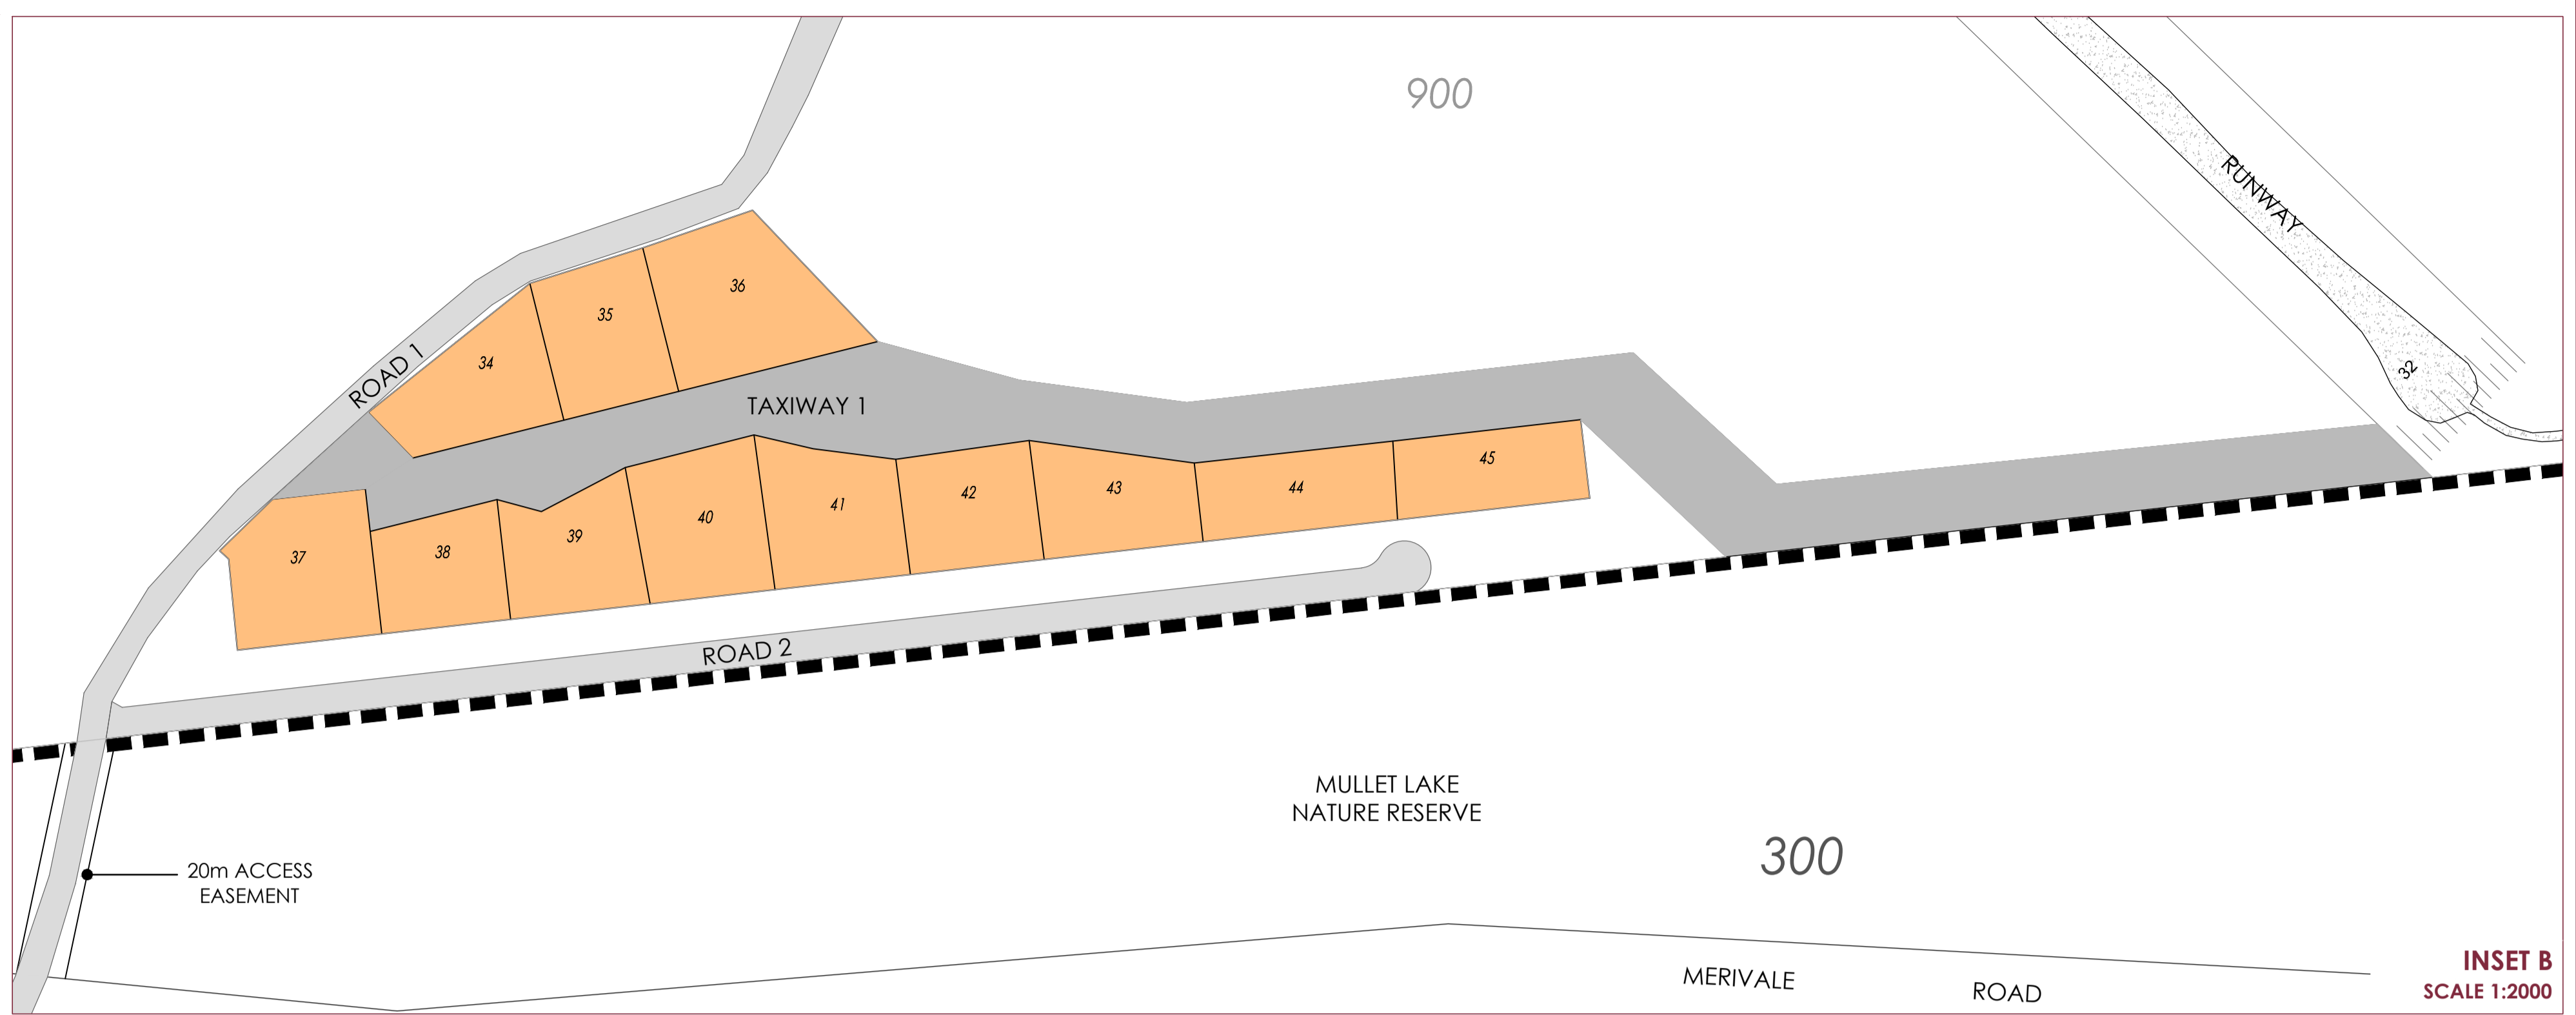 900
RUNWAY
32
36
35
34
ROAD 1
TAXIWAY 1
45
44
43
42
41
40
39
38
37
ROAD 2
MULLET LAKE
NATURE RESERVE
300
20m ACCESS
EASEMENT
MERIVALE ROAD
INSET B
SCALE 1:2000